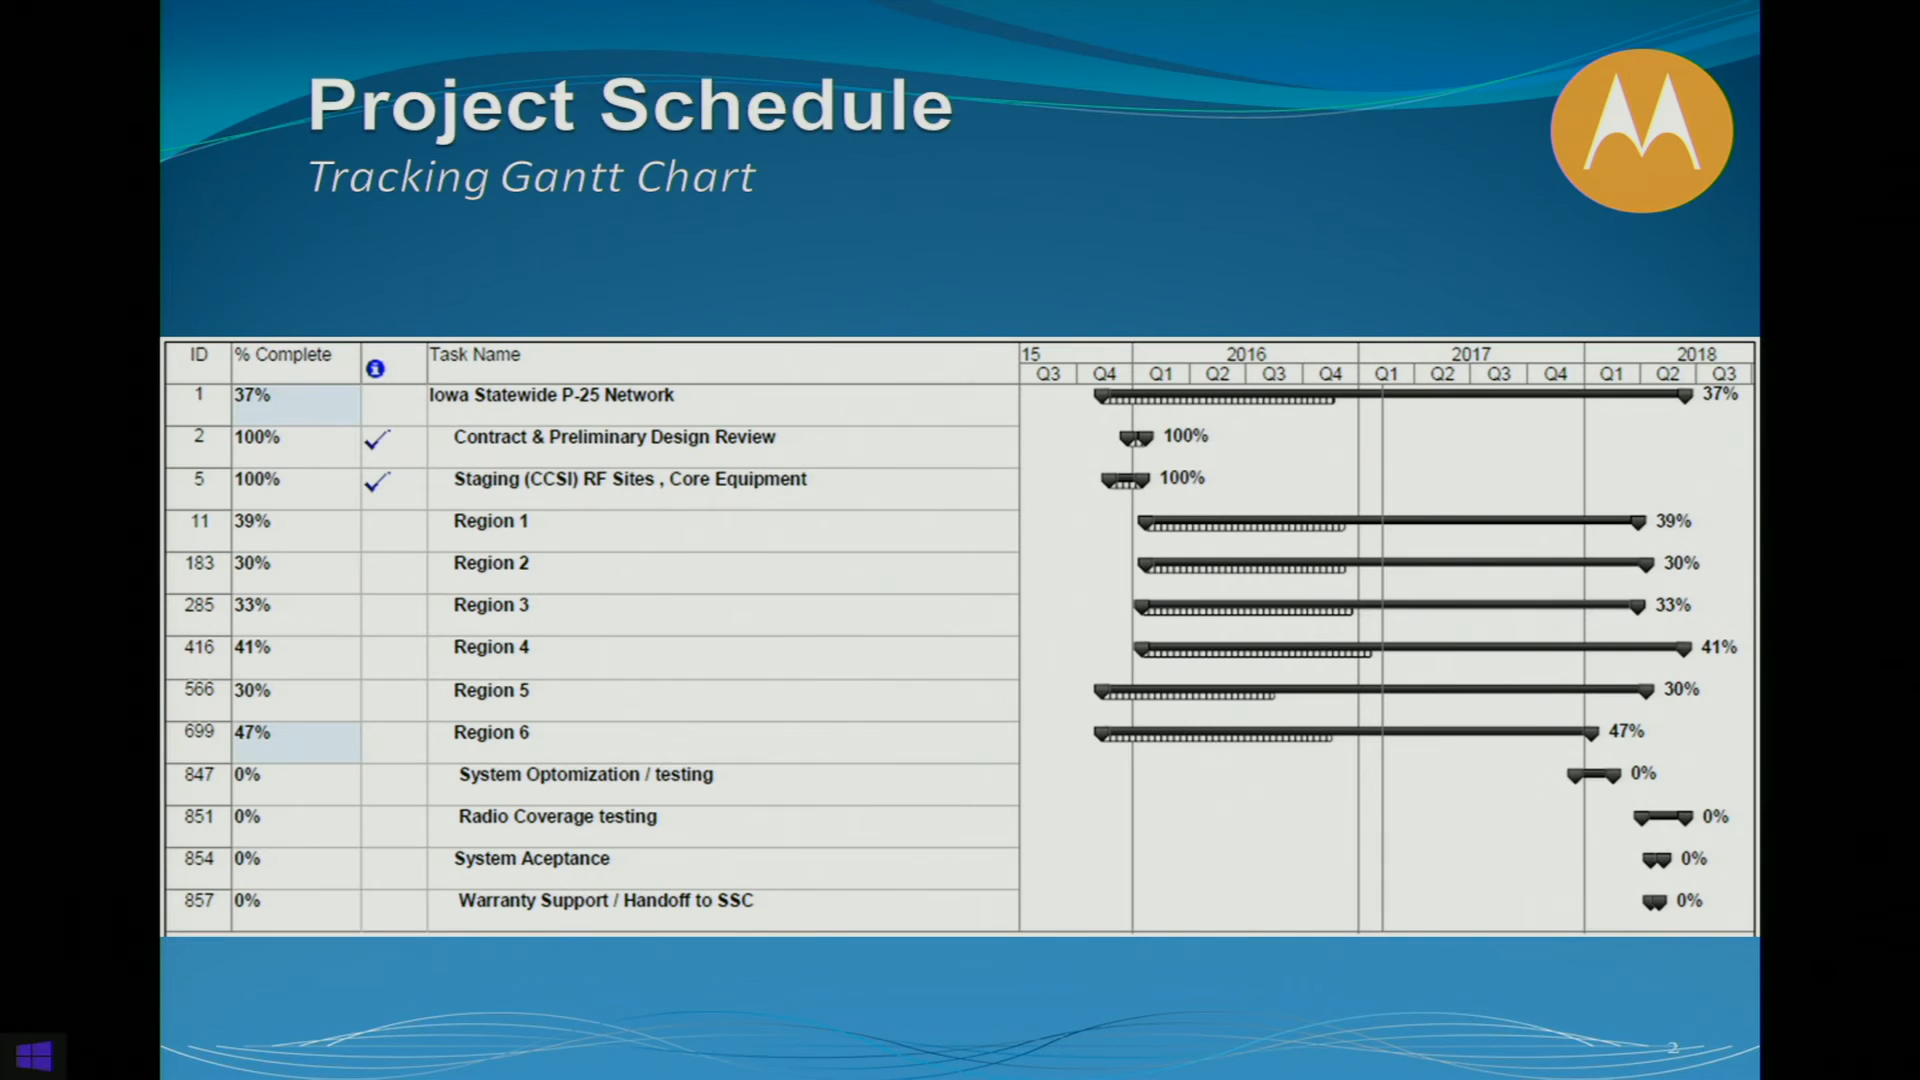 Project Schedule
Tracking Gantt Chart
ID % Complete Task Name 15 2016 2017 2018
Q3 Q4 Q1 Q2 Q3 Q4 Q1 Q2 Q3 Q4 Q1 Q2 Q3
1 37% Iowa Statewide P-25 Network 37%
2 100% Contract & Preliminary Design Review 100%
5 100% Staging (CCSI) RF Sites , Core Equipment 100%
11 39% Region 1 39%
183 30% Region 2 30%
285 33% Region 3 33%
416 41% Region 4 41%
566 30% Region 5 30%
699 47% Region 6 47%
847 0% System Optomization / testing 0%
851 0% Radio Coverage testing 0%
854 0% System Aceptance 0%
857 0% Warranty Support / Handoff to SSC 0%
2